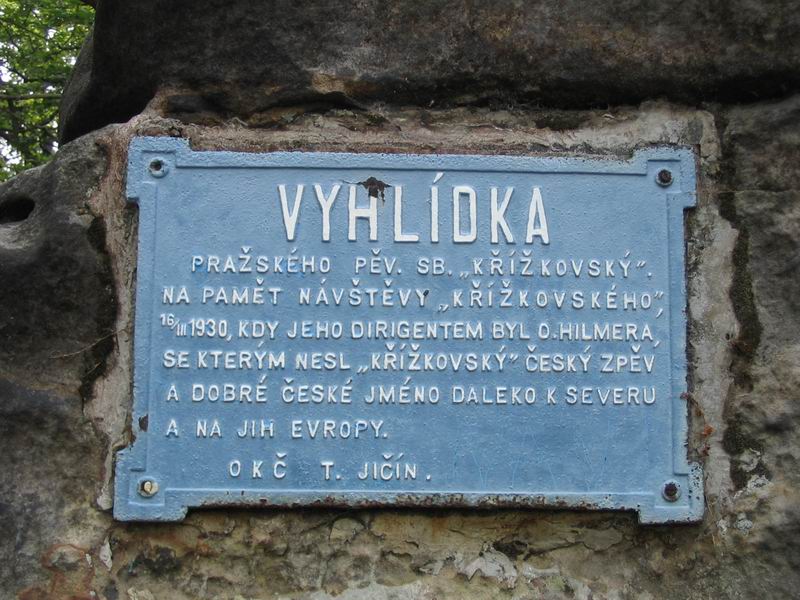 VYHLÍDKA
PRAŽSKÉHO PĚV. SB. „KŘÍŽKOVSKÝ”.
NA PAMĚT NÁVŠTĚVY „KŘÍŽKOVSKÉHO”,
16/III 1930, KDY JEHO DIRIGENTEM BYL O. HILMERA,
SE KTERÝM NESL „KŘÍŽKOVSKÝ” ČESKÝ ZPĚV
A DOBRÉ ČESKÉ JMÉNO DALEKO K SEVERU
A NA JIH EVROPY.
OKČ T. JIČÍN.